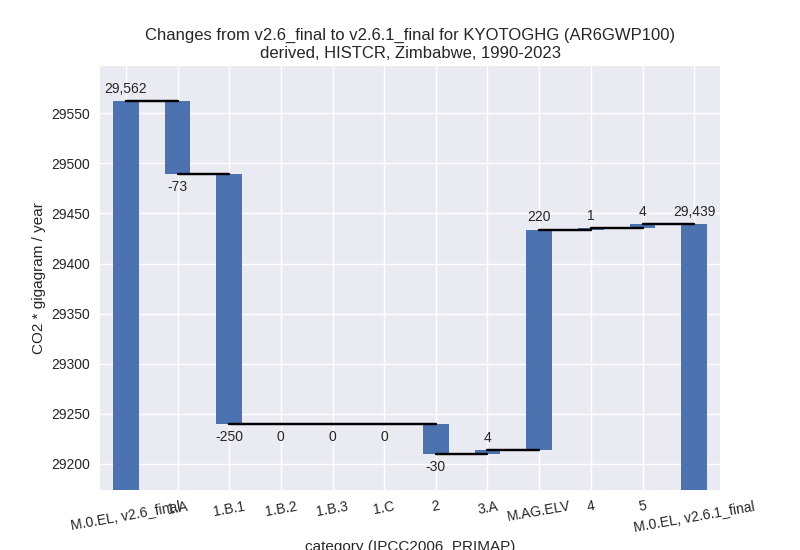 Changes from v2.6_final to v2.6.1_final for KYOTOGHG (AR6GWP100)
derived, HISTCR, Zimbabwe, 1990-2023
CO2 * gigagram / year
29550
29500
29450
29400
29350
29300
29250
29200
29,562
-73
-250
0
0
0
-30
4
220
1
4
29,439
M.0.EL, v2.6_final
1.A
1.B.1
1.B.2
1.B.3
1.C
2
3.A
M.AG.ELV
4
5
M.0.EL, v2.6.1_final
category (IPCC2006_PRIMAP)